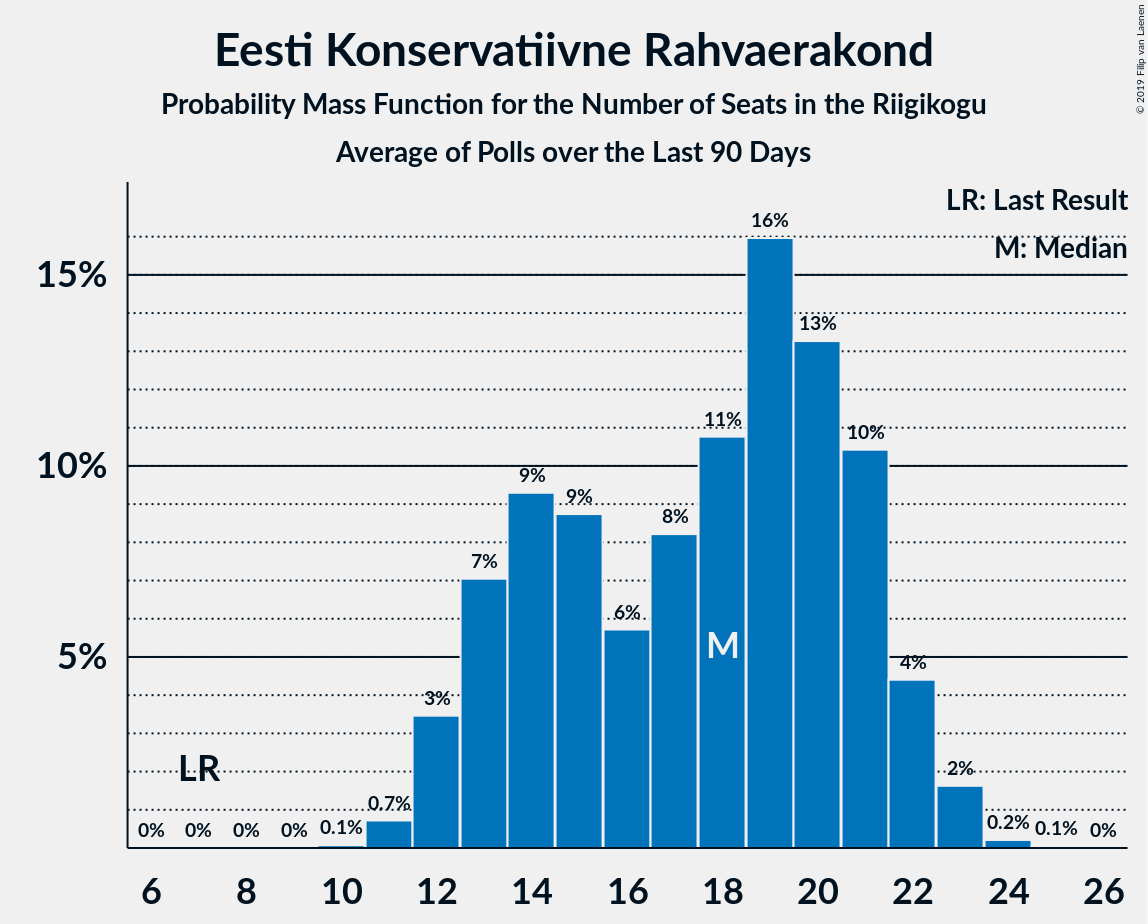 Eesti Konservatiivne Rahvaerakond
Probability Mass Function for the Number of Seats in the Riigikogu
Average of Polls over the Last 90 Days
© 2019 Filip van Laenen
LR: Last Result
M: Median
16%
15%
13%
11%
10%
10%
9%
9%
8%
7%
6%
M
5%
4%
3%
LR
2%
0% 0% 0% 0% 0.1% 0.7% 0.2% 0.1% 0%
6 8 10 12 14 16 18 20 22 24 26